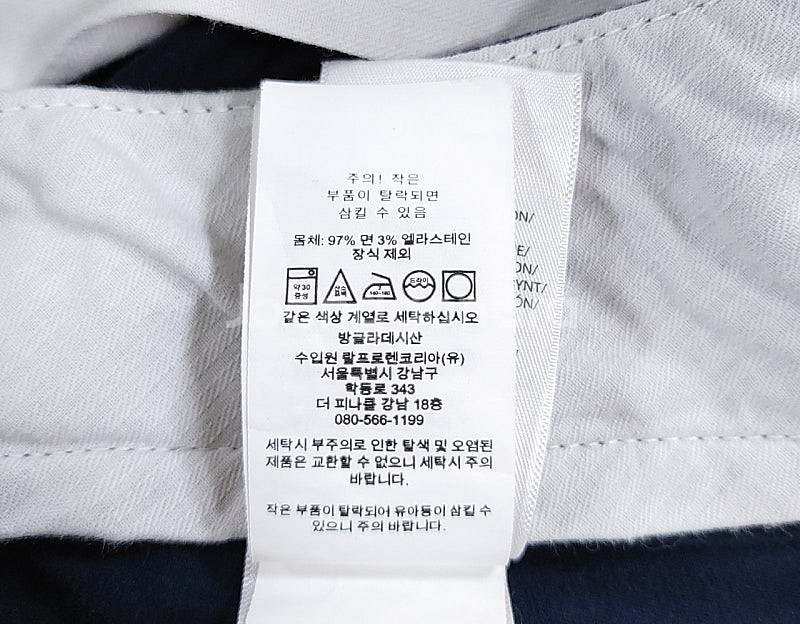 주의! 작은
부품이 탈락되면
삼킬 수 있음
몸체: 97% 면 3% 엘라스테인
장식 제외
약 30
중성
산소
표백
2
140~160
드라이
같은 색상 계열로 세탁하십시오
방글라데시산
수입원 랄프로렌코리아(유)
서울특별시 강남구
학동로 343
더 피나클 강남 18층
080-566-1199
세탁시 부주의로 인한 탈색 및 오염된
제품은 교환할 수 없으니 세탁시 주의
바랍니다.
작은 부품이 탈락되어 유아등이 삼킬 수
있으니 주의 바랍니다.
ON/
E/
ON/
EYNT/
ÓN/